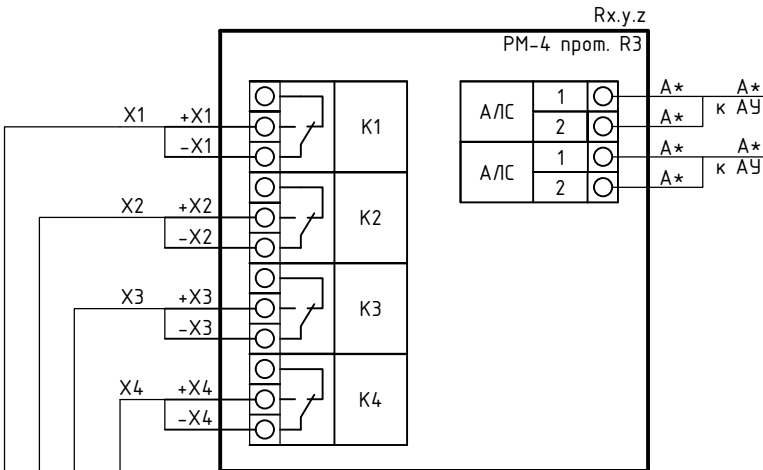 Rx.y.z
РМ-4 прот. R3
X1
+X1
-X1
K1
X2
+X2
-X2
K2
X3
+X3
-X3
K3
X4
+X4
-X4
K4
АЛС
1
2
АЛС
1
2
A*
A*
к АУ
A*
A*
A*
к АУ
A*